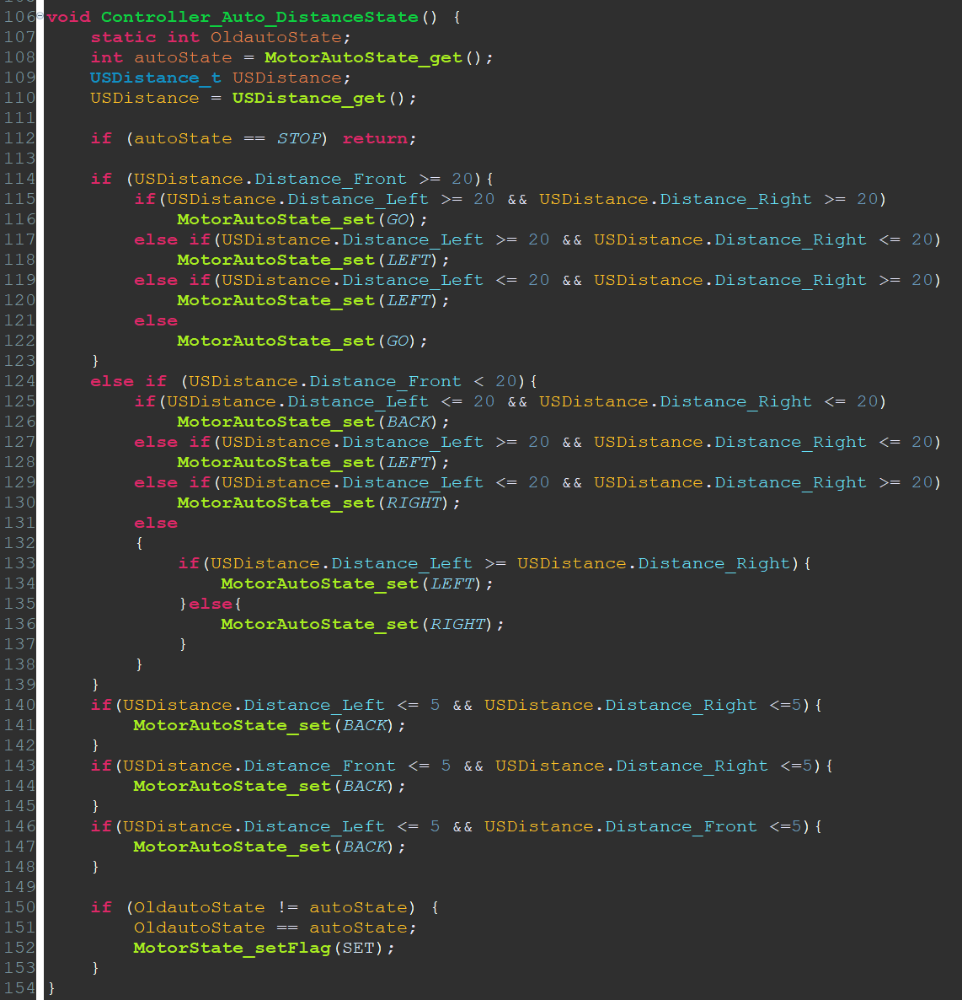 106 void Controller_Auto_DistanceState() {
107     static int OldautoState;
108     int autoState = MotorAutoState_get();
109     USDistance_t USDistance;
110     USDistance = USDistance_get();
111
112     if (autoState == STOP) return;
113
114     if (USDistance.Distance_Front >= 20){
115         if(USDistance.Distance_Left >= 20 && USDistance.Distance_Right >= 20)
116             MotorAutoState_set(GO);
117         else if(USDistance.Distance_Left >= 20 && USDistance.Distance_Right <= 20)
118             MotorAutoState_set(LEFT);
119         else if(USDistance.Distance_Left <= 20 && USDistance.Distance_Right >= 20)
120             MotorAutoState_set(LEFT);
121         else
122             MotorAutoState_set(GO);
123     }
124     else if (USDistance.Distance_Front < 20){
125         if(USDistance.Distance_Left <= 20 && USDistance.Distance_Right <= 20)
126             MotorAutoState_set(BACK);
127         else if(USDistance.Distance_Left >= 20 && USDistance.Distance_Right <= 20)
128             MotorAutoState_set(LEFT);
129         else if(USDistance.Distance_Left <= 20 && USDistance.Distance_Right >= 20)
130             MotorAutoState_set(RIGHT);
131         else
132         {
133             if(USDistance.Distance_Left >= USDistance.Distance_Right){
134                 MotorAutoState_set(LEFT);
135             }else{
136                 MotorAutoState_set(RIGHT);
137             }
138         }
139     }
140     if(USDistance.Distance_Left <= 5 && USDistance.Distance_Right <=5){
141         MotorAutoState_set(BACK);
142     }
143     if(USDistance.Distance_Front <= 5 && USDistance.Distance_Right <=5){
144         MotorAutoState_set(BACK);
145     }
146     if(USDistance.Distance_Left <= 5 && USDistance.Distance_Front <=5){
147         MotorAutoState_set(BACK);
148     }
149
150     if (OldautoState != autoState) {
151         OldautoState == autoState;
152         MotorState_setFlag(SET);
153     }
154 }